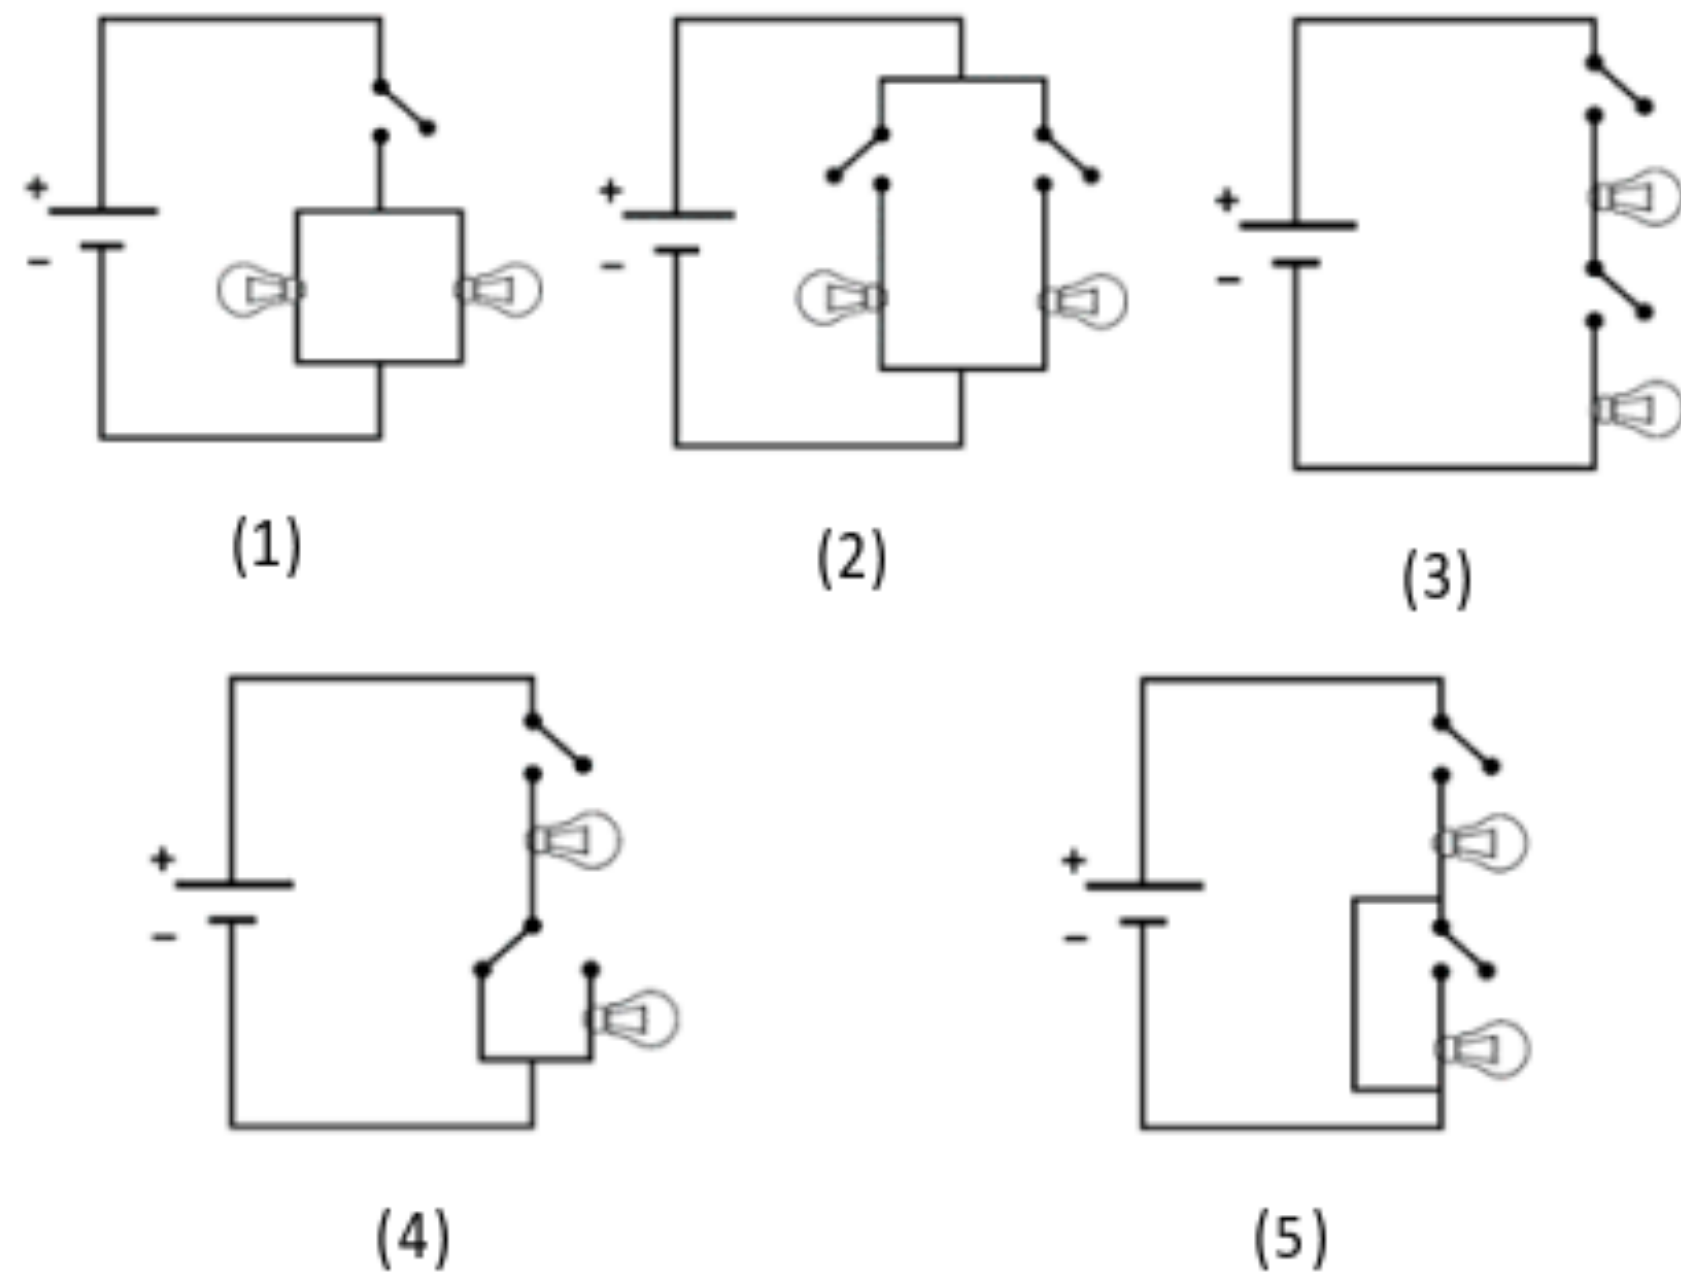 + + +
− − −
(1) (2) (3)
+ +
− −
(4) (5)